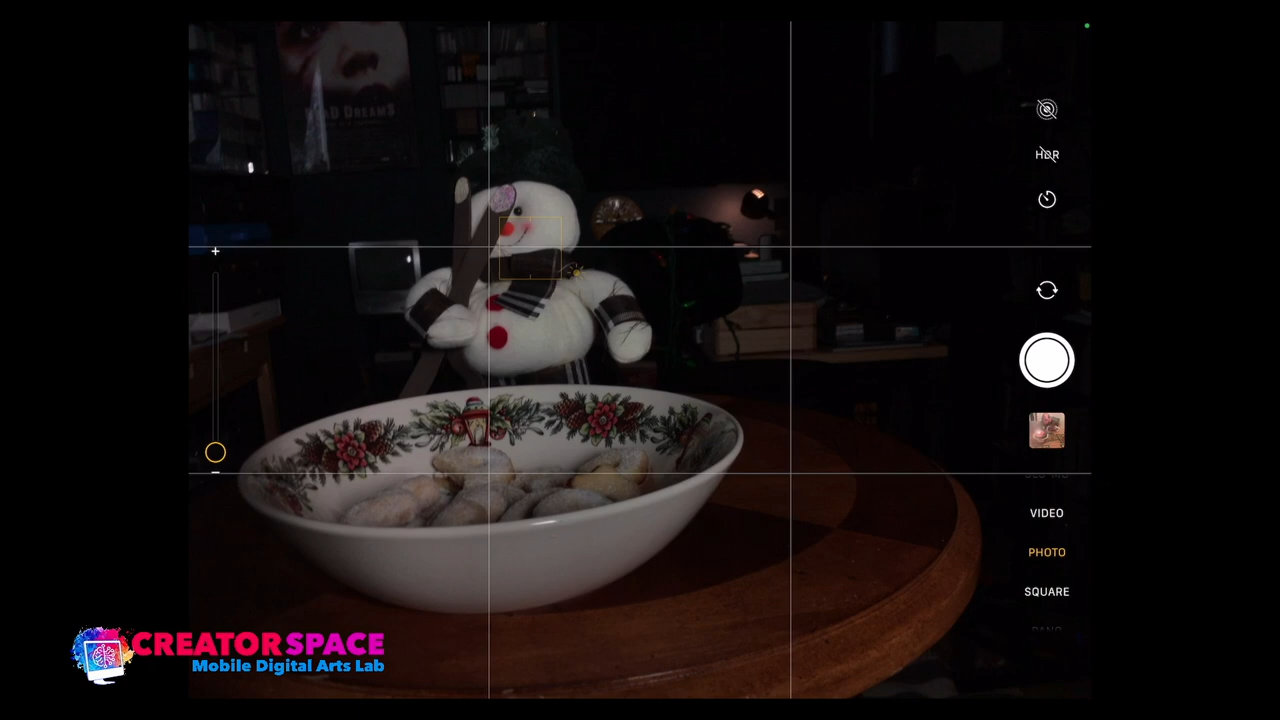 HDR
VIDEO
PHOTO
SQUARE
CREATORSPACE
Mobile Digital Arts Lab